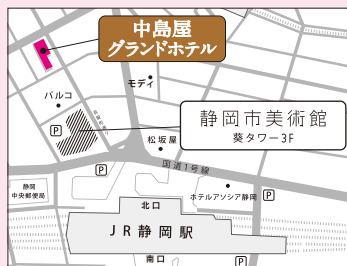 中島屋
グランドホテル
モディ
パルコ
静岡市美術館
葵タワー3F
P
松坂屋
国道1号線
P
静岡
中央郵便局
ホテルアソシア静岡
P
北口
JR静岡駅
南口
P